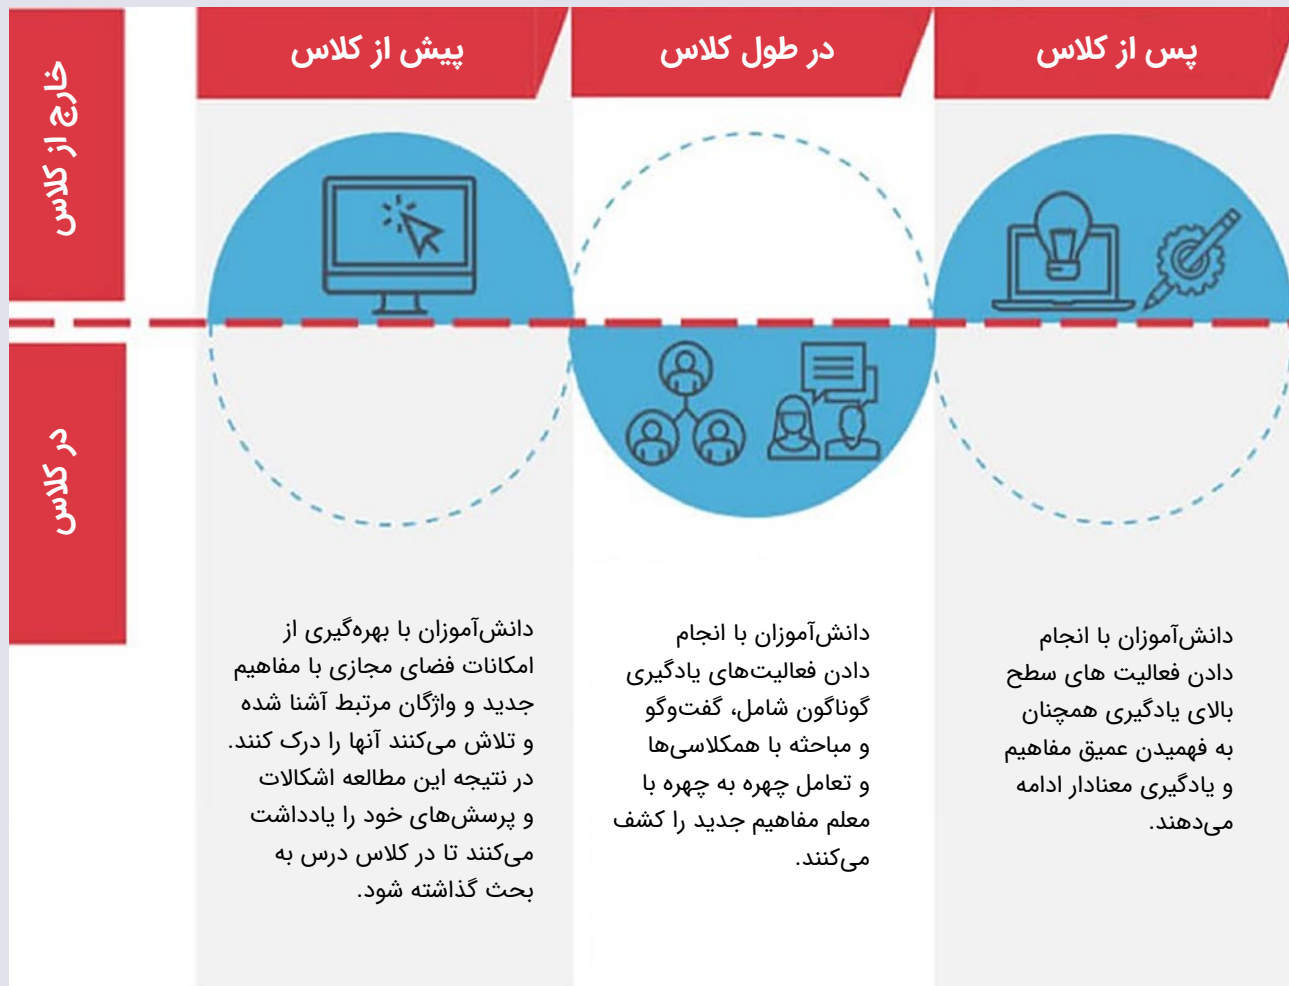 خارج از کلاس
در کلاس
پیش از کلاس
دانش‌آموزان با بهره‌گیری از
امکانات فضای مجازی با مفاهیم
جدید و واژگان مرتبط آشنا شده
و تلاش می‌کنند آنها را درک کنند.
در نتیجه این مطالعه اشکالات
و پرسش‌های خود را یادداشت
می‌کنند تا در کلاس درس به
بحث گذاشته شود.
در طول کلاس
دانش‌آموزان با انجام
دادن فعالیت‌های یادگیری
گوناگون شامل، گفت‌وگو
و مباحثه با همکلاسی‌ها
و تعامل چهره به چهره با
معلم مفاهیم جدید را کشف
می‌کنند.
پس از کلاس
دانش‌آموزان با انجام
دادن فعالیت های سطح
بالای یادگیری همچنان
به فهمیدن عمیق مفاهیم
و یادگیری معنادار ادامه
می‌دهند.